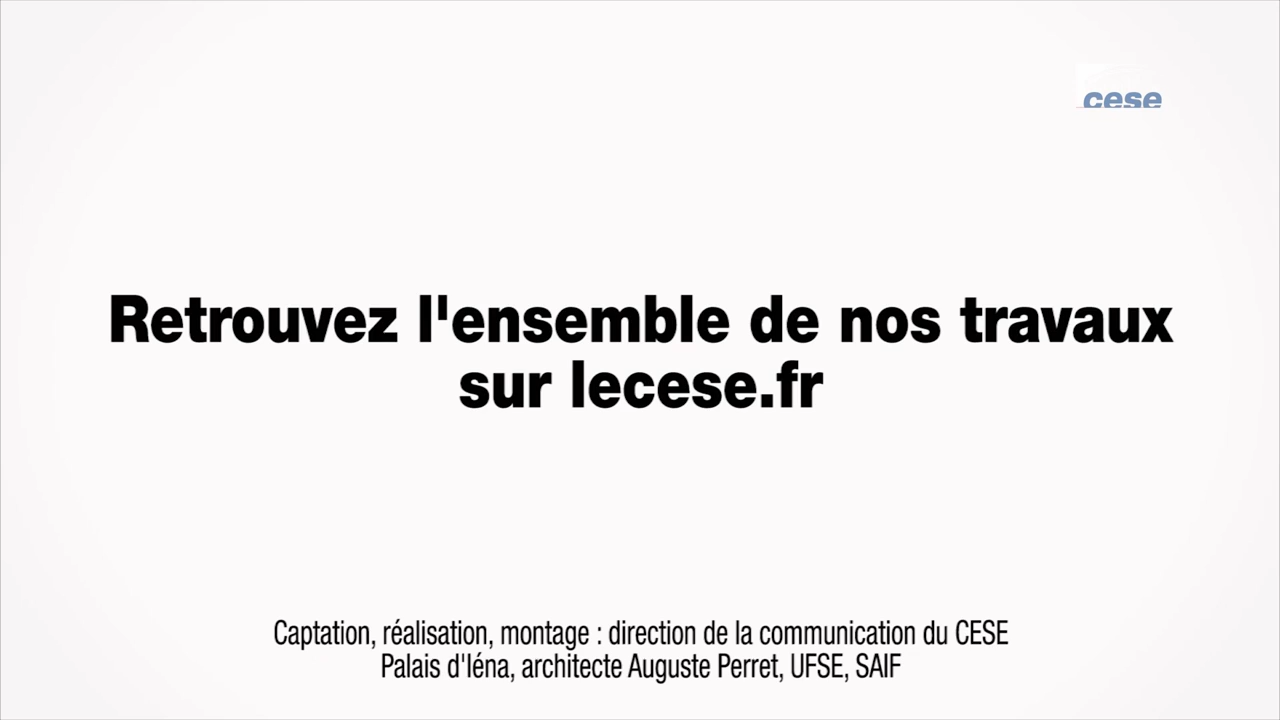 cese
Retrouvez l'ensemble de nos travaux
sur lecese.fr
Captation, réalisation, montage : direction de la communication du CESE
Palais d'Iéna, architecte Auguste Perret, UFSE, SAIF